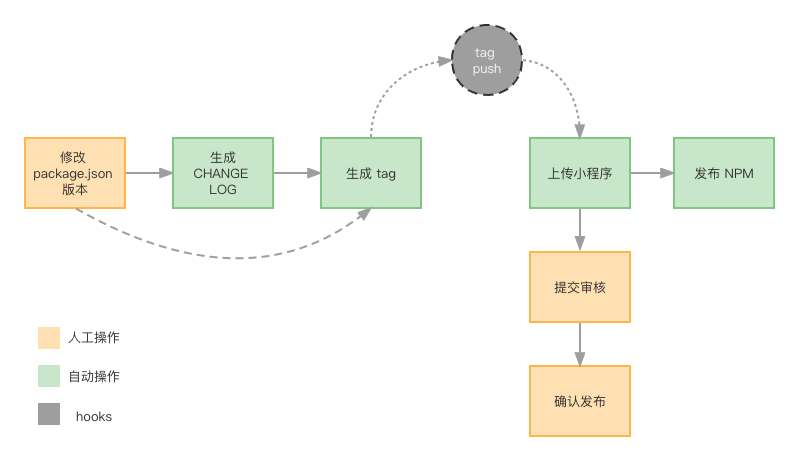 tag
push
修改
package.json
版本
生成
CHANGE
LOG
生成 tag
上传小程序
发布 NPM
提交审核
确认发布
人工操作
自动操作
hooks